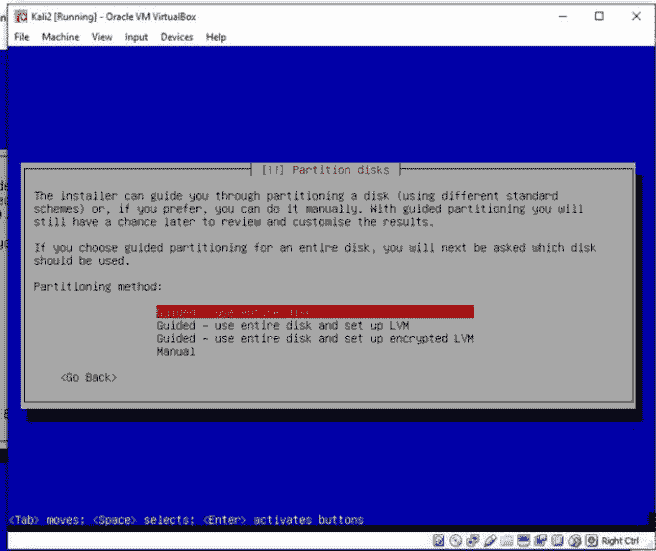 Kali2 [Running] - Oracle VM VirtualBox
File Machine View Input Devices Help
[!!] Partition disks
The installer can guide you through partitioning a disk (using different standard
schemes) or, if you prefer, you can do it manually. With guided partitioning you will
still have a chance later to review and customise the results.
If you choose guided partitioning for an entire disk, you will next be asked which disk
should be used.
Partitioning method:
Guided - use entire disk
Guided - use entire disk and set up LVM
Guided - use entire disk and set up encrypted LVM
Manual
<Go Back>
<Tab> moves; <Space> selects; <Enter> activates buttons
Right Ctrl